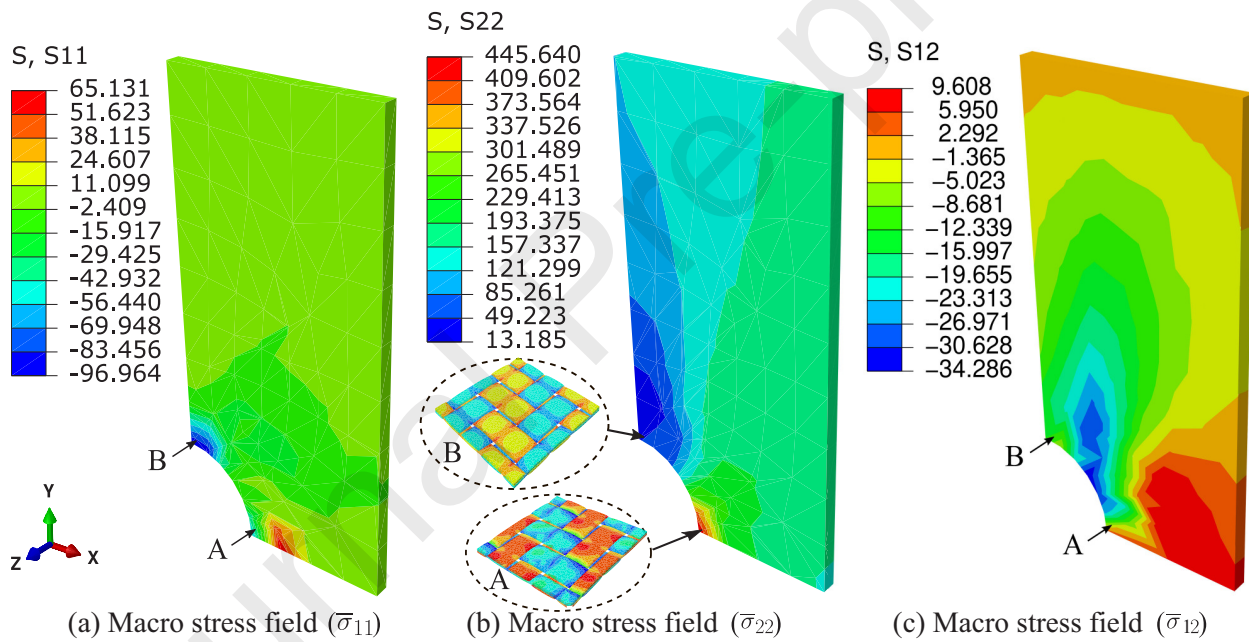 S, S11
65.131
51.623
38.115
24.607
11.099
-2.409
-15.917
-29.425
-42.932
-56.440
-69.948
-83.456
-96.964
B
A
Y
Z
X
(a) Macro stress field (σ̅11)
S, S22
445.640
409.602
373.564
337.526
301.489
265.451
229.413
193.375
157.337
121.299
85.261
49.223
13.185
B
A
(b) Macro stress field (σ̅22)
S, S12
9.608
5.950
2.292
−1.365
−5.023
−8.681
−12.339
−15.997
−19.655
−23.313
−26.971
−30.628
−34.286
B
A
(c) Macro stress field (σ̅12)